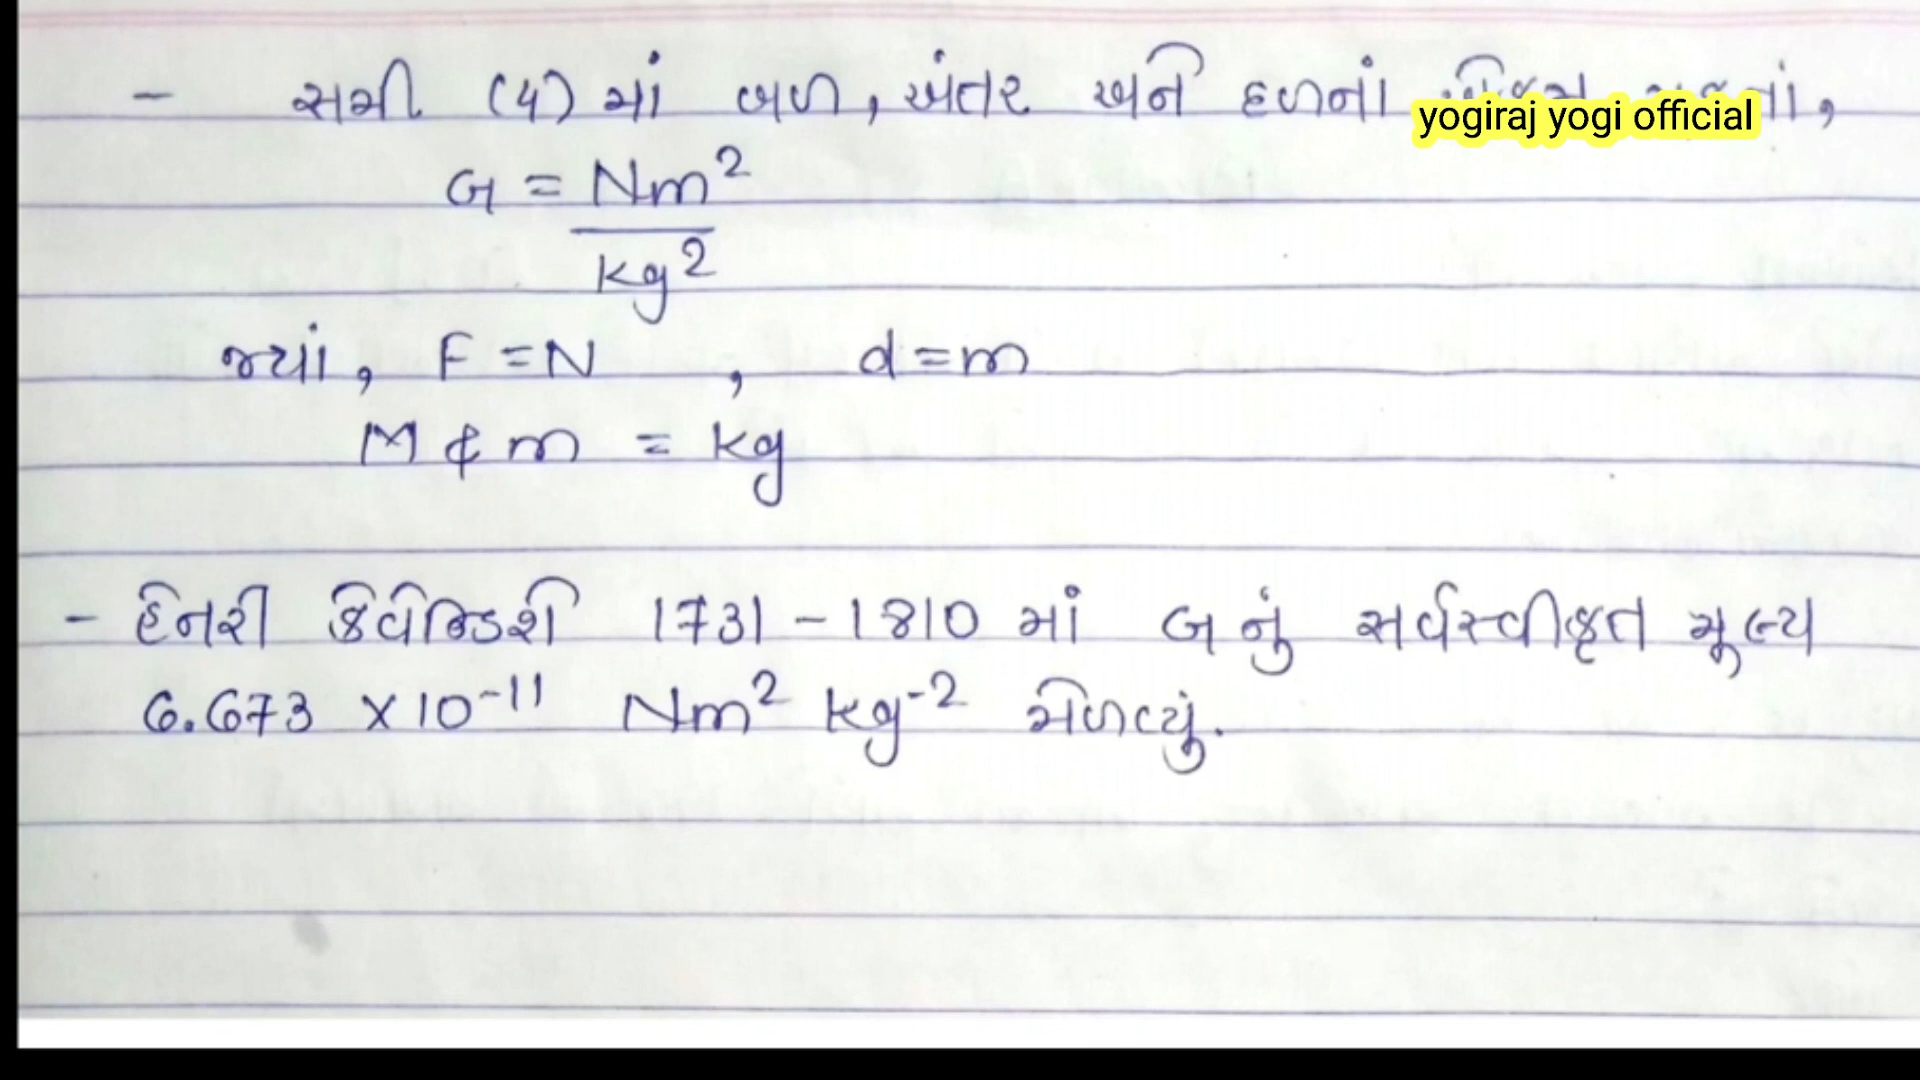 - સમી (4) માં બળ, અંતર અને દળનાં
yogiraj yogi official
G = Nm²
kg²
જ્યાં, F = N , d = m
M & m = kg
- હેનરી કેવેન્ડિશે 1731 - 1810 માં G નું સર્વસ્વીકૃત મૂલ્ય
6.673 × 10⁻¹¹ Nm² kg⁻² મેળવ્યું.